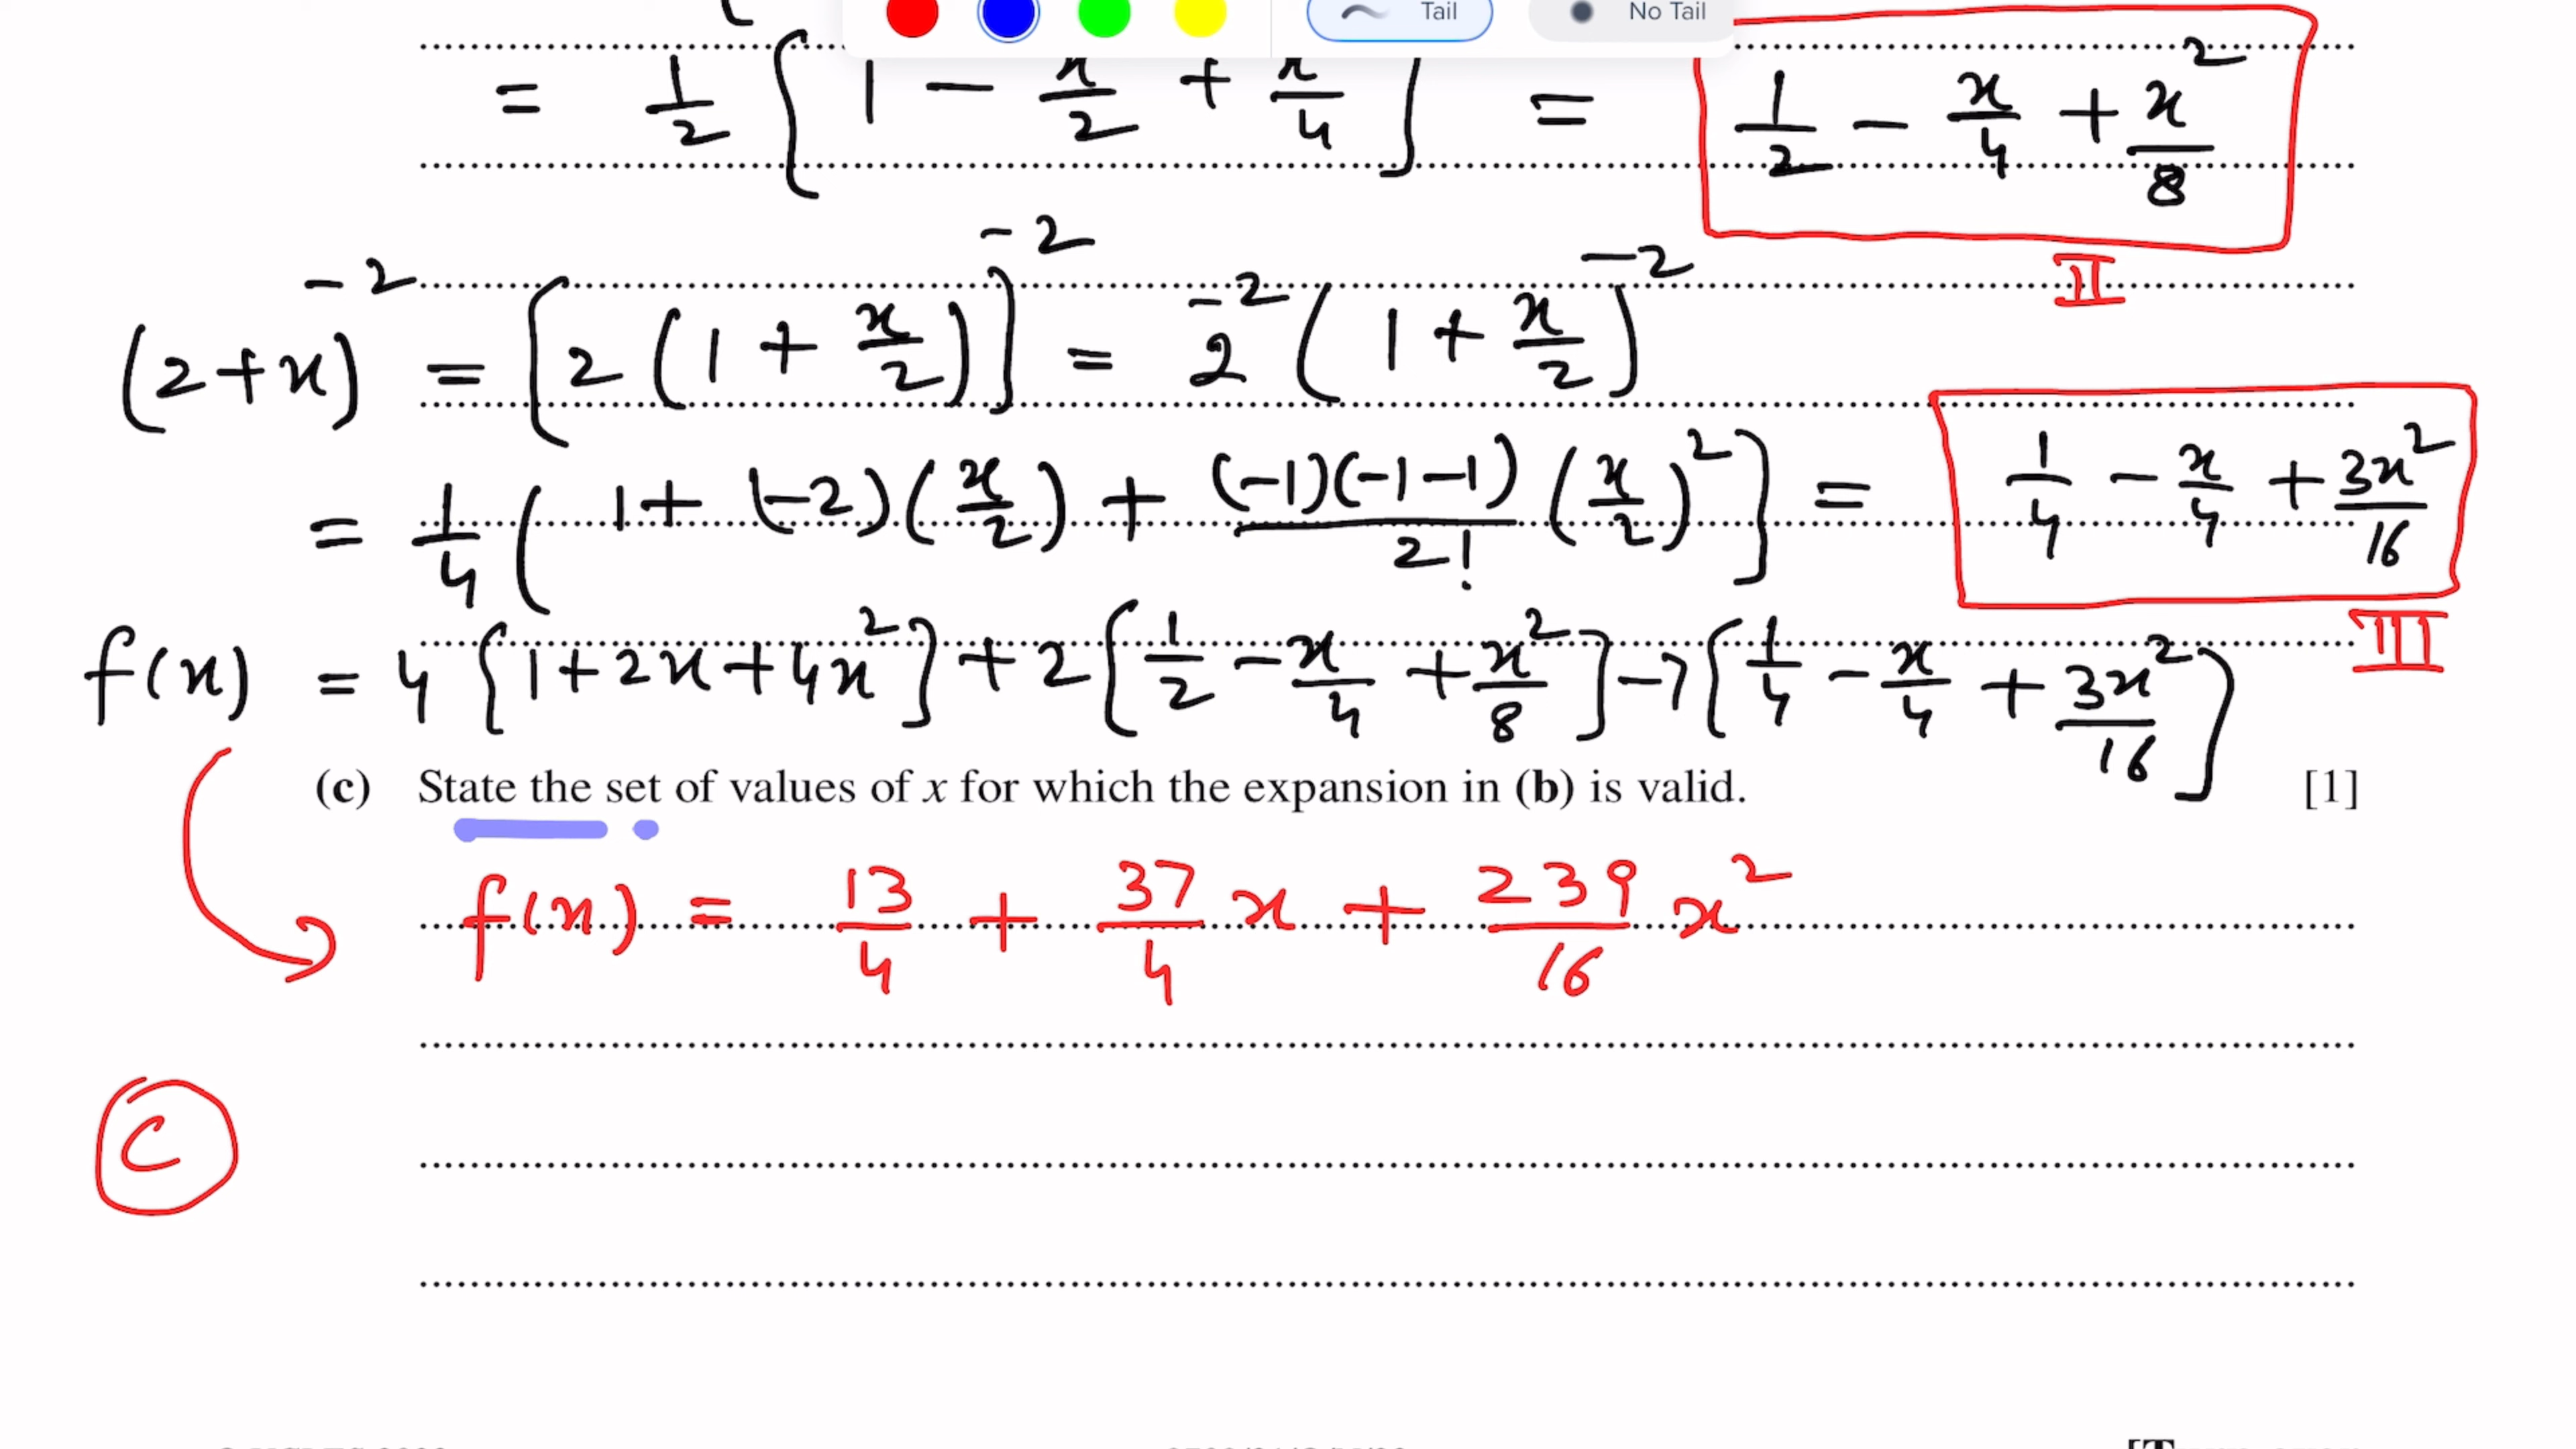 Tail No Tail
= 1/2 [ 1 - x/2 + x/4 ] = 1/2 - x/4 + x²/8
II
(2+x)⁻² = [2(1 + x/2)]⁻² = 2⁻²(1 + x/2)⁻²
= 1/4 ( 1 + (-2)(x/2) + (-1)(-1-1)/2! (x/2)² ] = 1/4 - x/4 + 3x²/16
III
f(x) = 4 {1+2x+4x²] + 2[1/2 - x/4 + x²/8] - 7[1/4 - x/4 + 3x²/16]
(c) State the set of values of x for which the expansion in (b) is valid. [1]
f(x) = 13/4 + 37/4 x + 239/16 x²
C